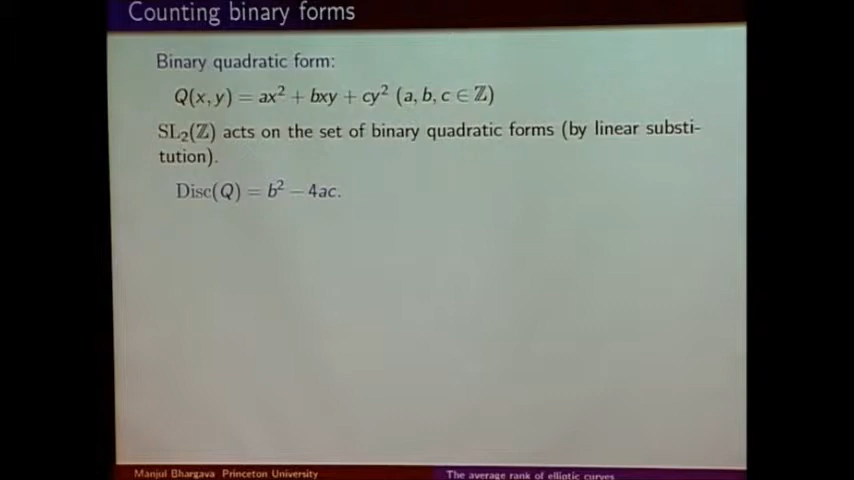 Counting binary forms
Binary quadratic form:
Q(x, y) = ax² + bxy + cy² (a, b, c ∈ ℤ)
SL₂(ℤ) acts on the set of binary quadratic forms (by linear substi-
tution).
Disc(Q) = b² − 4ac.
Manjul Bhargava Princeton University
The average rank of elliptic curves